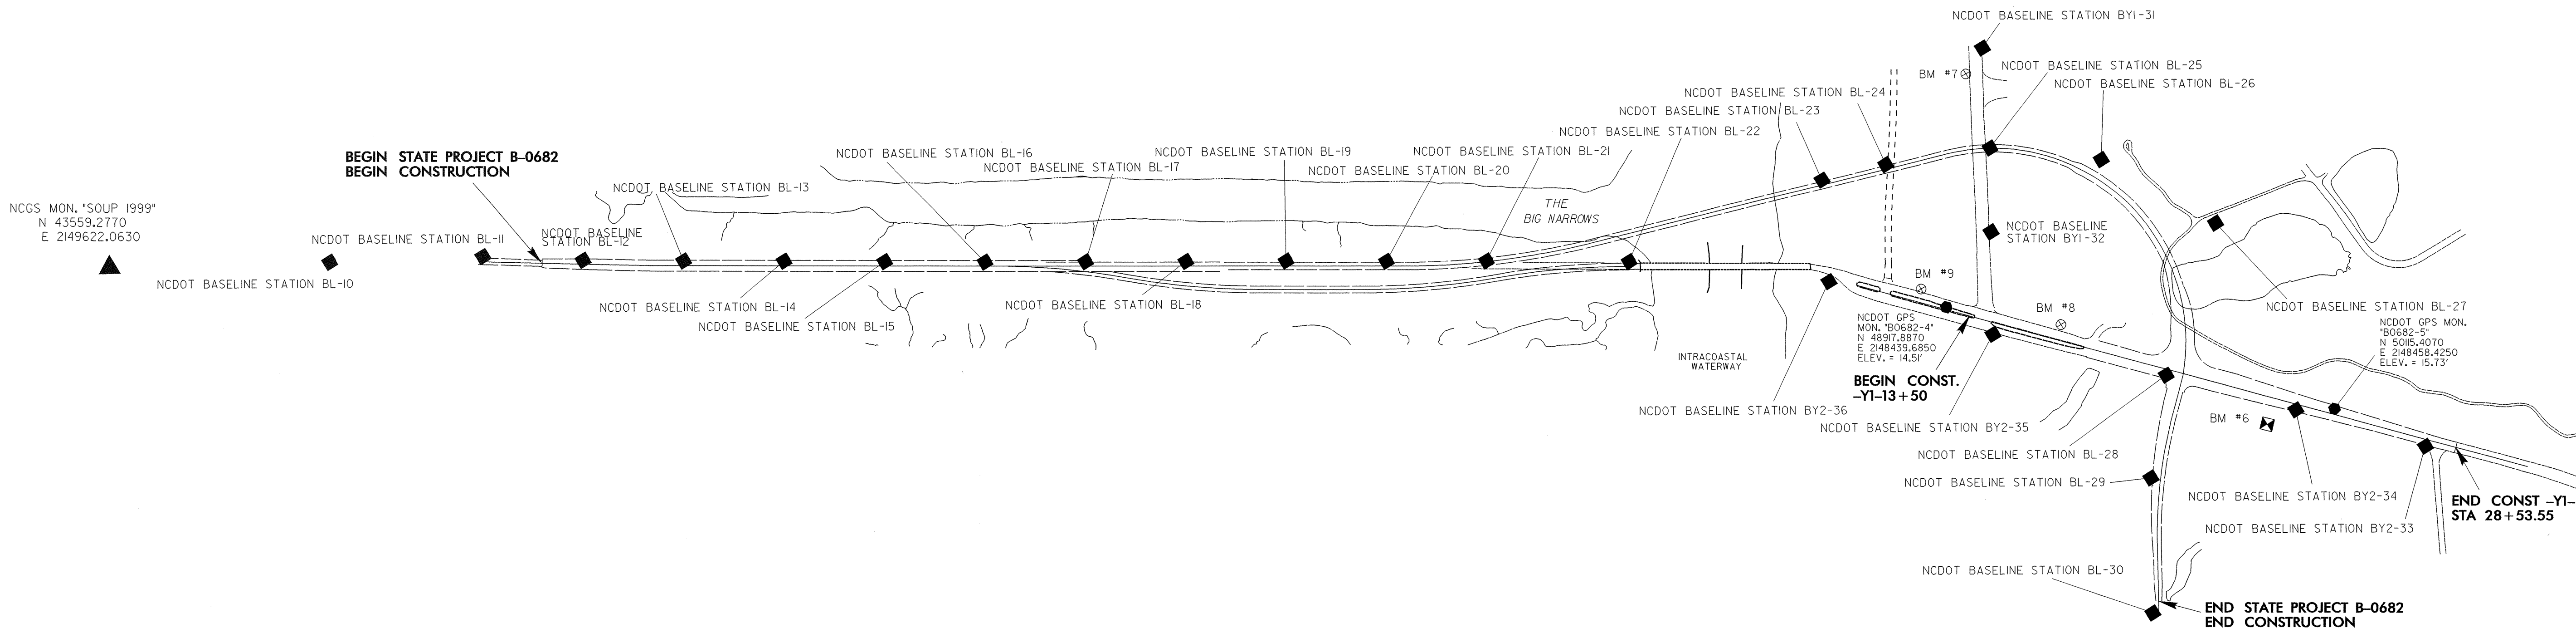 NCDOT BASELINE STATION BY1-31
BM #7
NCDOT BASELINE STATION BL-25
NCDOT BASELINE STATION BL-26
NCDOT BASELINE STATION BL-24
NCDOT BASELINE STATION BL-23
NCDOT BASELINE STATION BL-22
NCDOT BASELINE STATION BL-21
NCDOT BASELINE STATION BL-20
NCDOT BASELINE STATION BL-19
NCDOT BASELINE STATION BL-17
NCDOT BASELINE STATION BL-16
BEGIN STATE PROJECT B-0682
BEGIN CONSTRUCTION
NCDOT BASELINE STATION BL-13
NCGS MON. "SOUP 1999"
N 43559.2770
E 2149622.0630
NCDOT BASELINE STATION BL-11
NCDOT BASELINE
STATION BL-12
NCDOT BASELINE STATION BL-10
NCDOT BASELINE STATION BL-14
NCDOT BASELINE STATION BL-15
NCDOT BASELINE STATION BL-18
THE
BIG NARROWS
NCDOT BASELINE
STATION BY1-32
BM #9
BM #8
NCDOT BASELINE STATION BL-27
NCDOT GPS
MON. "B0682-4"
N 48917.8870
E 2148439.6850
ELEV. = 14.51'
NCDOT GPS MON.
"B0682-5"
N 50115.4070
E 2148458.4250
ELEV. = 15.73'
INTRACOASTAL
WATERWAY
BEGIN CONST.
-Y1-13+50
NCDOT BASELINE STATION BY2-36
NCDOT BASELINE STATION BY2-35
BM #6
NCDOT BASELINE STATION BL-28
NCDOT BASELINE STATION BL-29
NCDOT BASELINE STATION BY2-34
END CONST -Y1-
STA 28+53.55
NCDOT BASELINE STATION BY2-33
NCDOT BASELINE STATION BL-30
END STATE PROJECT B-0682
END CONSTRUCTION